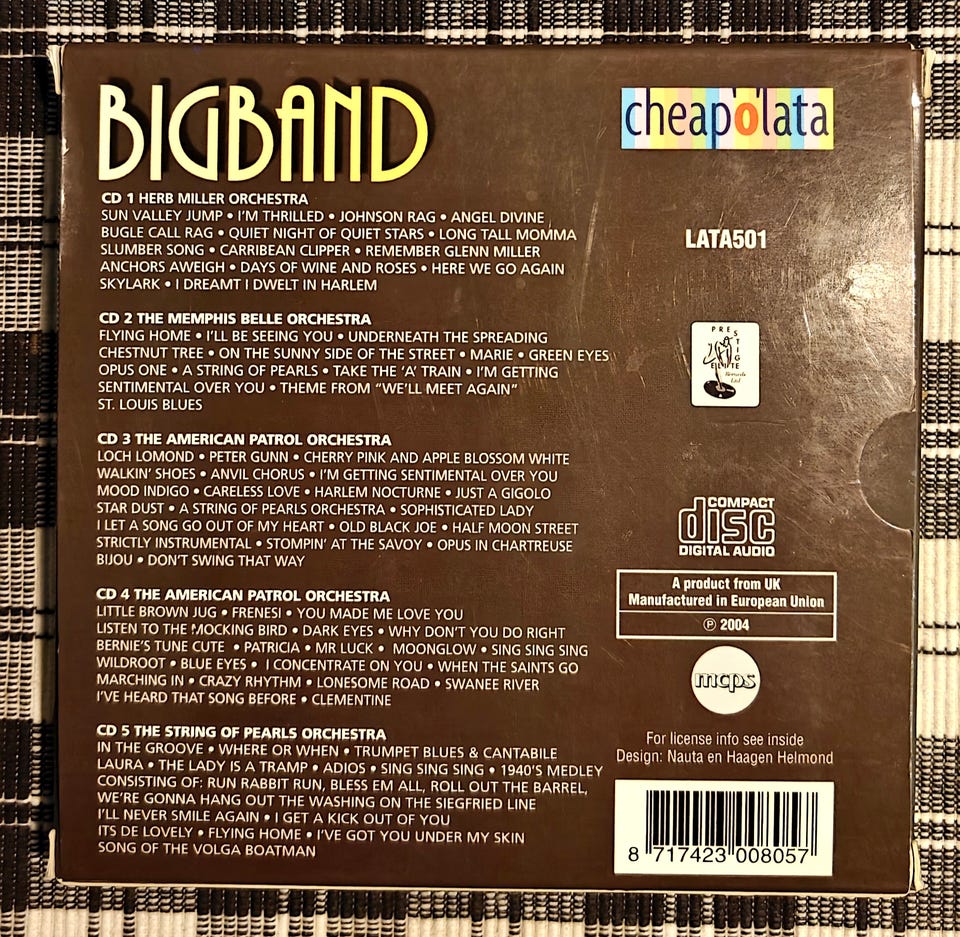 BIGBAND
cheap'o'lata
CD 1 HERB MILLER ORCHESTRA
SUN VALLEY JUMP • I'M THRILLED • JOHNSON RAG • ANGEL DIVINE
BUGLE CALL RAG • QUIET NIGHT OF QUIET STARS • LONG TALL MOMMA
SLUMBER SONG • CARRIBEAN CLIPPER • REMEMBER GLENN MILLER
ANCHORS AWEIGH • DAYS OF WINE AND ROSES • HERE WE GO AGAIN
SKYLARK • I DREAMT I DWELT IN HARLEM
CD 2 THE MEMPHIS BELLE ORCHESTRA
FLYING HOME • I'LL BE SEEING YOU • UNDERNEATH THE SPREADING
CHESTNUT TREE • ON THE SUNNY SIDE OF THE STREET • MARIE • GREEN EYES
OPUS ONE • A STRING OF PEARLS • TAKE THE 'A' TRAIN • I'M GETTING
SENTIMENTAL OVER YOU • THEME FROM "WE'LL MEET AGAIN"
ST. LOUIS BLUES
CD 3 THE AMERICAN PATROL ORCHESTRA
LOCH LOMOND • PETER GUNN • CHERRY PINK AND APPLE BLOSSOM WHITE
WALKIN' SHOES • ANVIL CHORUS • I'M GETTING SENTIMENTAL OVER YOU
MOOD INDIGO • CARELESS LOVE • HARLEM NOCTURNE • JUST A GIGOLO
STAR DUST • A STRING OF PEARLS ORCHESTRA • SOPHISTICATED LADY
I LET A SONG GO OUT OF MY HEART • OLD BLACK JOE • HALF MOON STREET
STRICTLY INSTRUMENTAL • STOMPIN' AT THE SAVOY • OPUS IN CHARTREUSE
BIJOU • DON'T SWING THAT WAY
CD 4 THE AMERICAN PATROL ORCHESTRA
LITTLE BROWN JUG • FRENESI • YOU MADE ME LOVE YOU
LISTEN TO THE MOCKING BIRD • DARK EYES • WHY DON'T YOU DO RIGHT
BERNIE'S TUNE CUTE • PATRICIA • MR LUCK • MOONGLOW • SING SING SING
WILDROOT • BLUE EYES • I CONCENTRATE ON YOU • WHEN THE SAINTS GO
MARCHING IN • CRAZY RHYTHM • LONESOME ROAD • SWANEE RIVER
I'VE HEARD THAT SONG BEFORE • CLEMENTINE
CD 5 THE STRING OF PEARLS ORCHESTRA
IN THE GROOVE • WHERE OR WHEN • TRUMPET BLUES & CANTABILE
LAURA • THE LADY IS A TRAMP • ADIOS • SING SING SING • 1940'S MEDLEY
CONSISTING OF: RUN RABBIT RUN, BLESS EM ALL, ROLL OUT THE BARREL,
WE'RE GONNA HANG OUT THE WASHING ON THE SIEGFRIED LINE
I'LL NEVER SMILE AGAIN • I GET A KICK OUT OF YOU
ITS DE LOVELY • FLYING HOME • I'VE GOT YOU UNDER MY SKIN
SONG OF THE VOLGA BOATMAN
LATA501
PRESTIGE
ELITE
Records
Ltd
COMPACT
disc
DIGITAL AUDIO
A product from UK
Manufactured in European Union
℗ 2004
mcps
For license info see inside
Design: Nauta en Haagen Helmond
8 717423 008057